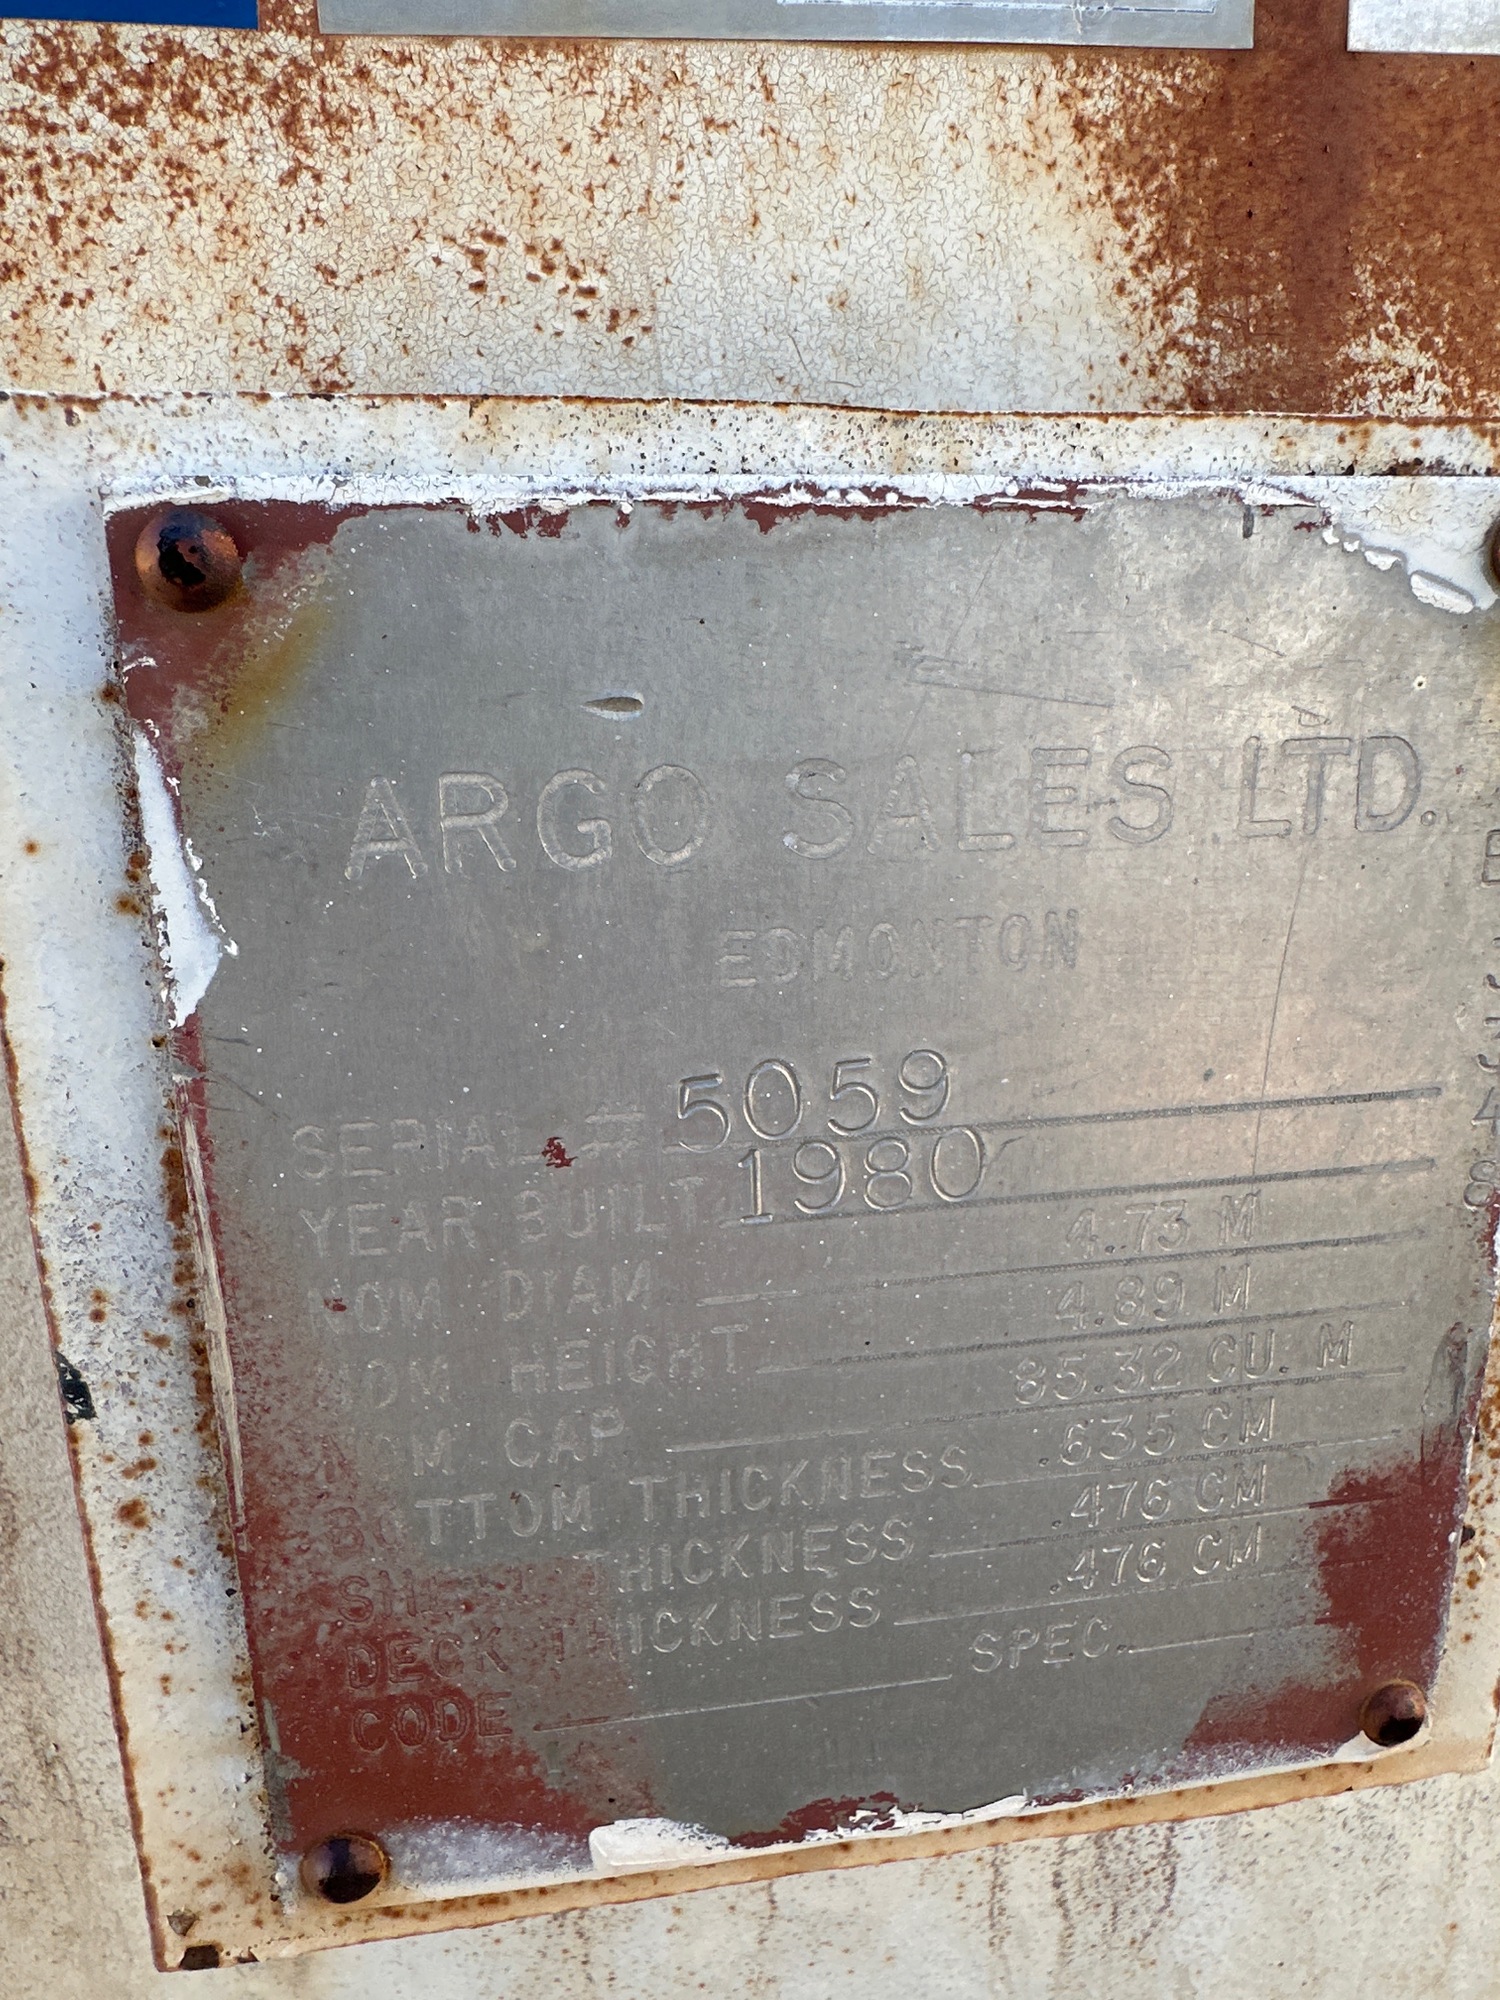 ARGO SALES LTD.
EDMONTON
SERIAL # 5059
YEAR BUILT 1980
NOM DIAM 4.73 M
NOM HEIGHT 4.89 M
NOM CAP 85.32 CU. M
BOTTOM THICKNESS .635 CM
SHELL THICKNESS .476 CM
DECK THICKNESS .476 CM
CODE SPEC.